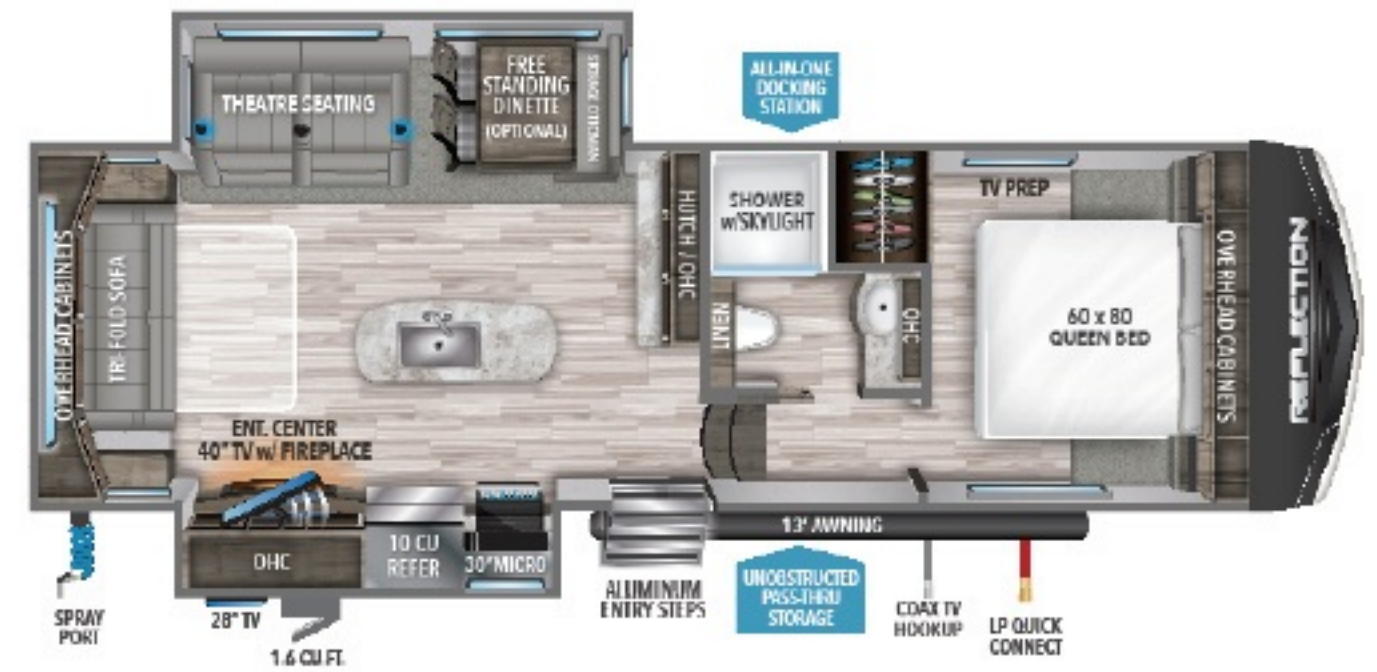 THEATRE SEATING
FREE
STANDING
DINETTE
(OPTIONAL)
STORAGE OTTOMAN
ALL-IN-ONE
DOCKING
STATION
OVERHEAD CABINETS
TRI-FOLD SOFA
HUTCH / OHC
SHOWER
w/SKYLIGHT
LINEN
OHC
TV PREP
60 x 80
QUEEN BED
OVERHEAD CABINETS
REFLECTION
ENT. CENTER
40" TV w/ FIREPLACE
OHC
10 CU
REFER
30"MICRO
13' AWNING
SPRAY
PORT
28" TV
1.6 CU FT.
ALUMINUM
ENTRY STEPS
UNOBSTRUCTED
PASS-THRU
STORAGE
COAX TV
HOOKUP
LP QUICK
CONNECT